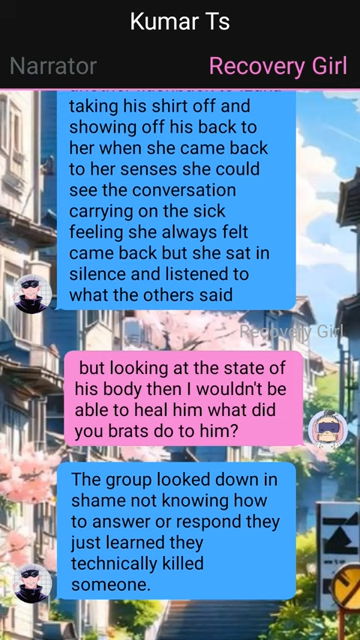 Kumar Ts
Narrator
Recovery Girl
taking his shirt off and
showing off his back to
her when she came back
to her senses she could
see the conversation
carrying on the sick
feeling she always felt
came back but she sat in
silence and listened to
what the others said
Recovery Girl
but looking at the state of
his body then I wouldn't be
able to heal him what did
you brats do to him?
The group looked down in
shame not knowing how
to answer or respond they
just learned they
technically killed
someone.